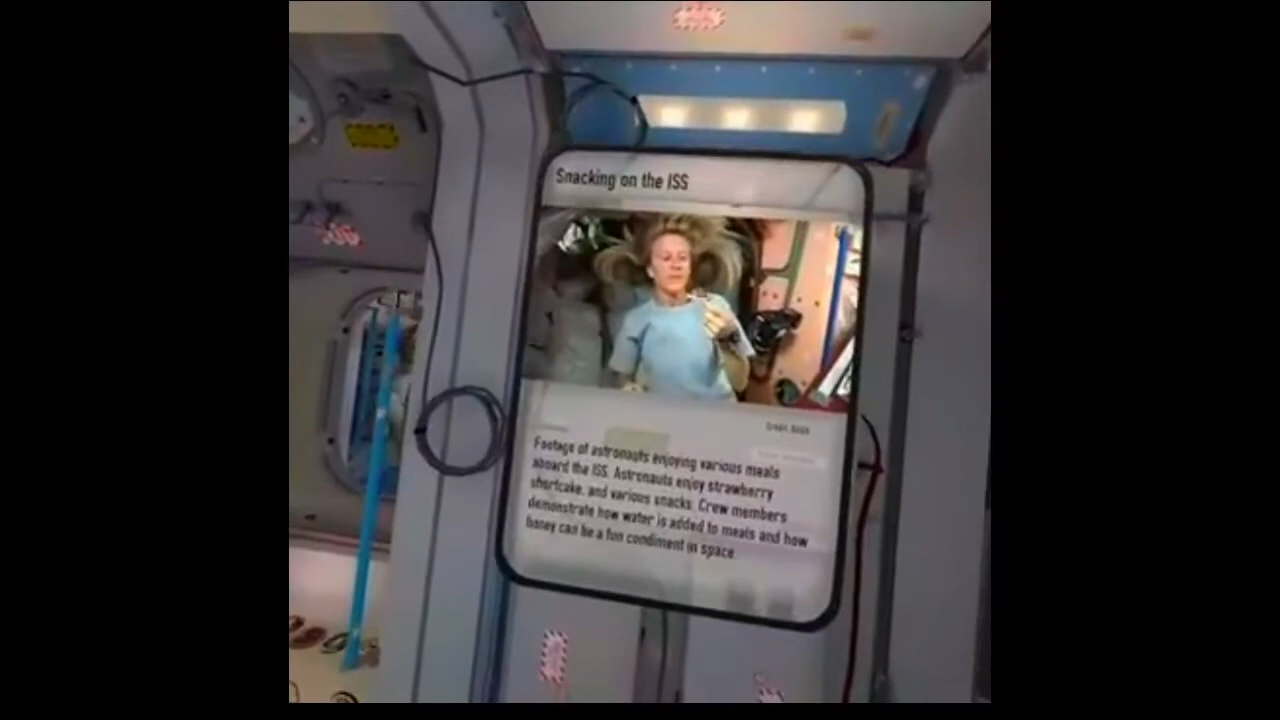 Snacking on the ISS
Footage of astronauts enjoying various meals
aboard the ISS. Astronauts enjoy strawberry
shortcake, and various snacks. Crew members
demonstrate how water is added to meals and how
honey can be a fun condiment in space.